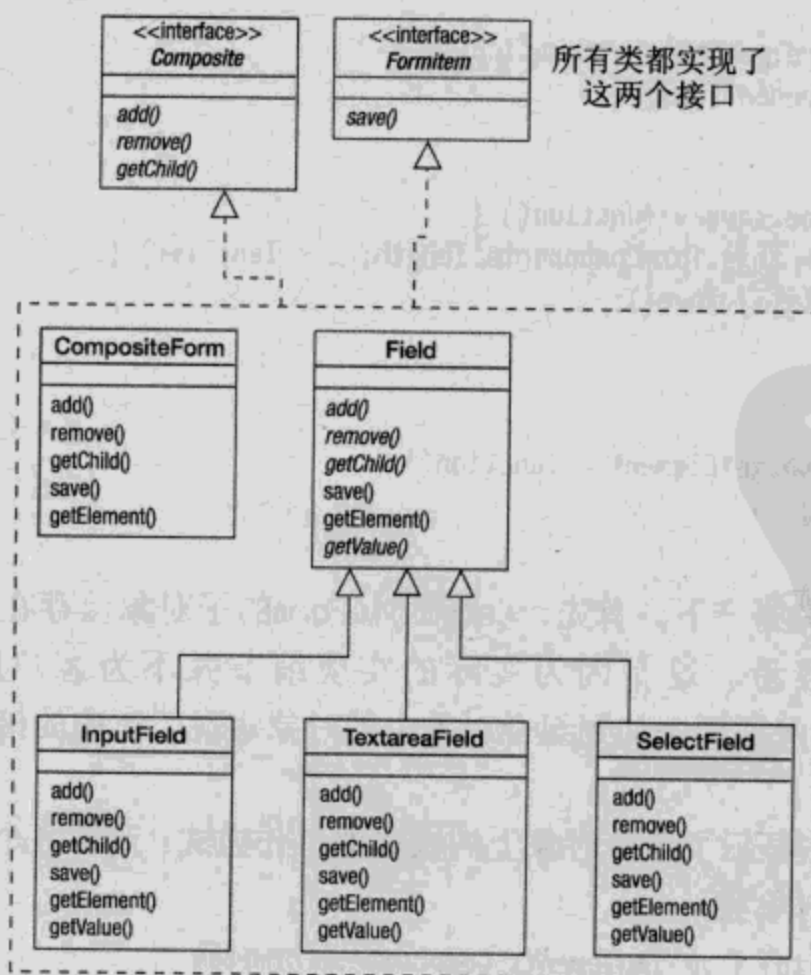 <<interface>>
Composite
add()
remove()
getChild()
<<interface>>
Formitem
save()
所有类都实现了
这两个接口
CompositeForm
add()
remove()
getChild()
save()
getElement()
Field
add()
remove()
getChild()
save()
getElement()
getValue()
InputField
add()
remove()
getChild()
save()
getElement()
getValue()
TextareaField
add()
remove()
getChild()
save()
getElement()
getValue()
SelectField
add()
remove()
getChild()
save()
getElement()
getValue()